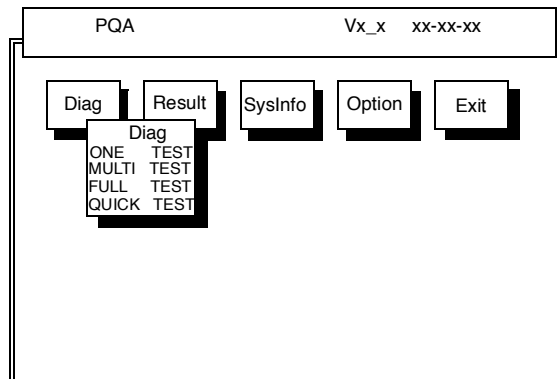 PQA Vx_x xx-xx-xx
Diag Result SysInfo Option Exit
Diag
ONE TEST
MULTI TEST
FULL TEST
QUICK TEST